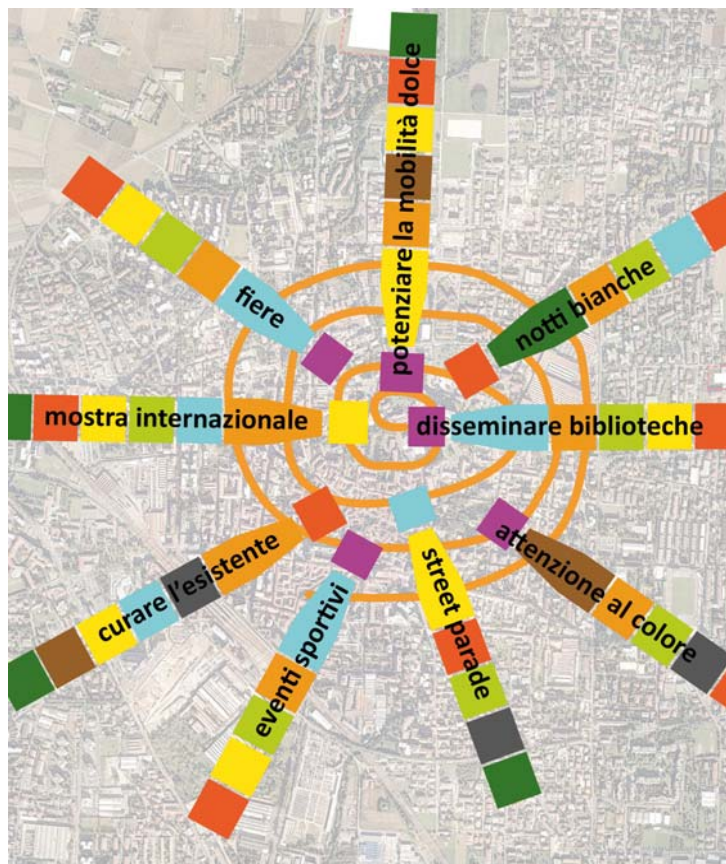 potenziare la mobilità dolce
fiere
notti bianche
mostra internazionale
disseminare biblioteche
curare l'esistente
eventi sportivi
street parade
attenzione al colore